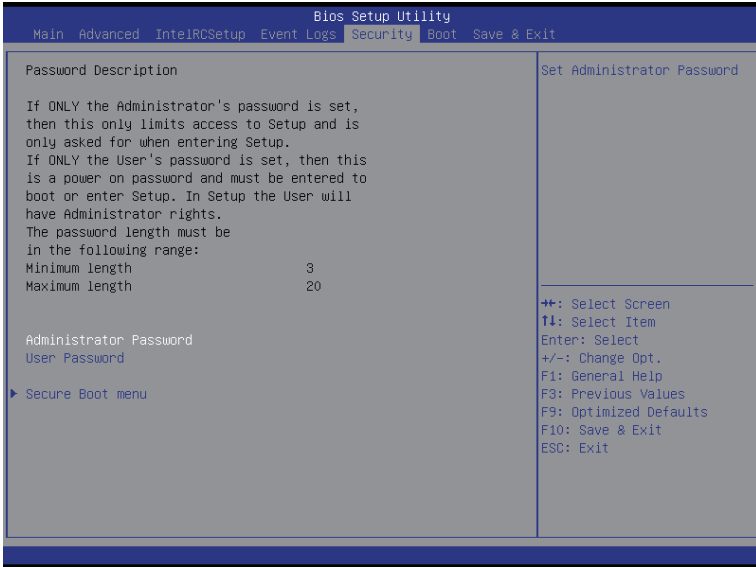 Bios Setup Utility
Main Advanced IntelRCSetup Event Logs Security Boot Save & Exit
Password Description
If ONLY the Administrator's password is set,
then this only limits access to Setup and is
only asked for when entering Setup.
If ONLY the User's password is set, then this
is a power on password and must be entered to
boot or enter Setup. In Setup the User will
have Administrator rights.
The password length must be
in the following range:
Minimum length 3
Maximum length 20
Administrator Password
User Password
Secure Boot menu
Set Administrator Password
→←: Select Screen
↑↓: Select Item
Enter: Select
+/-: Change Opt.
F1: General Help
F3: Previous Values
F9: Optimized Defaults
F10: Save & Exit
ESC: Exit